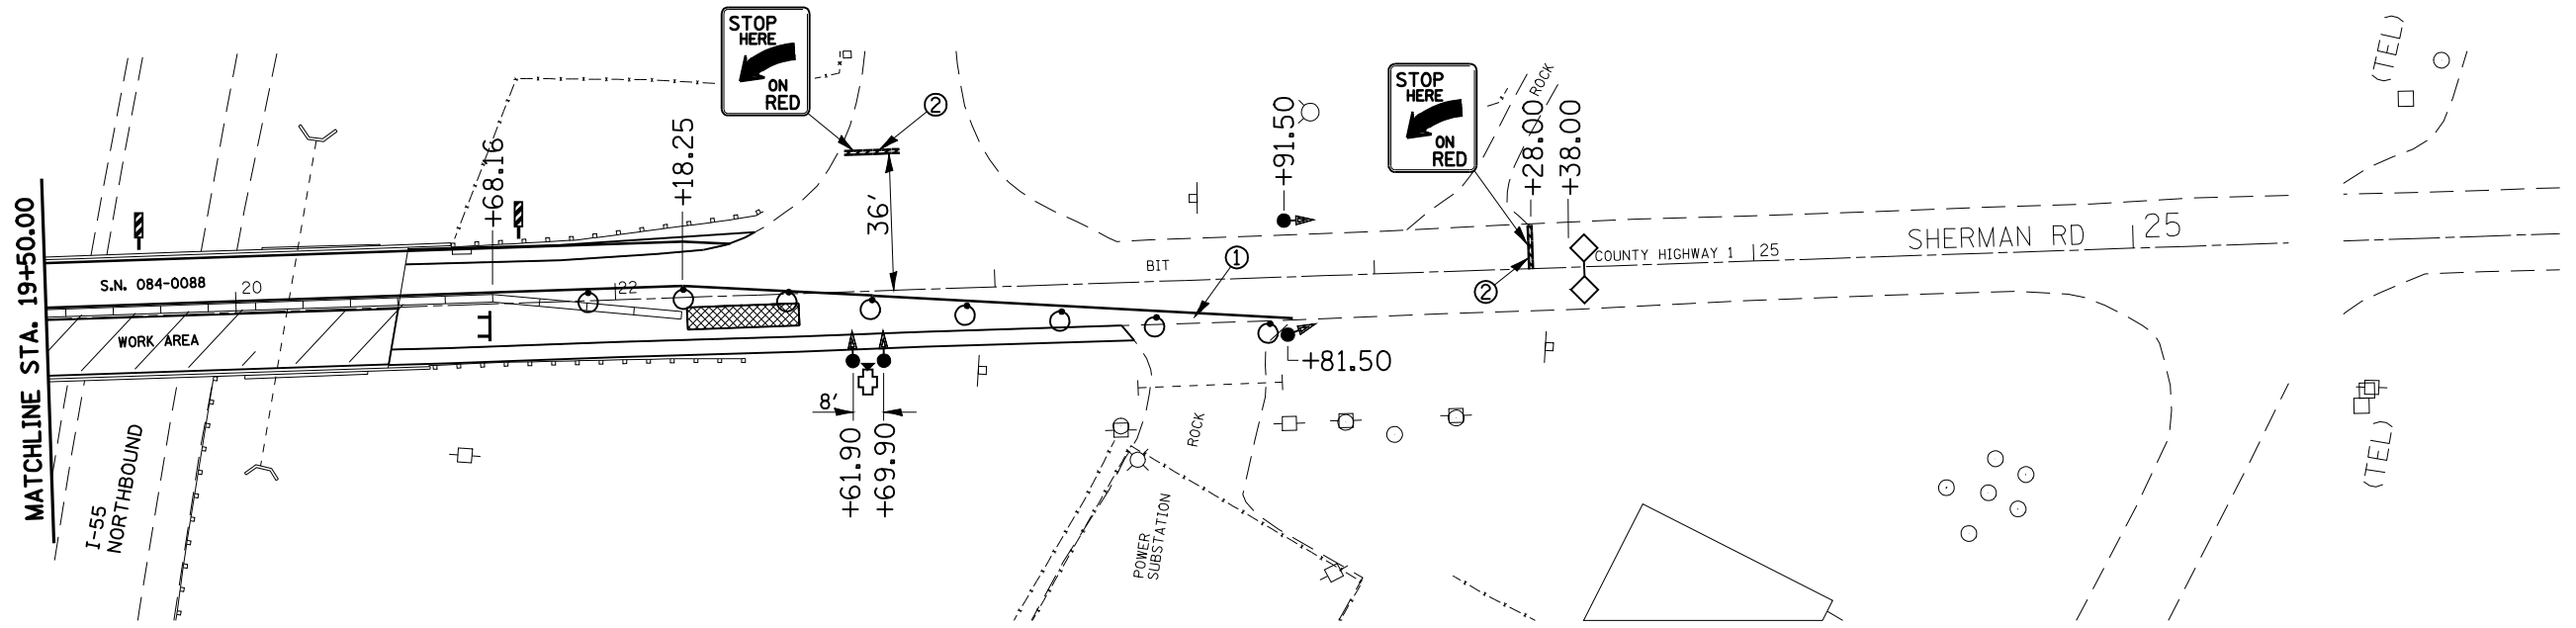 STOP
HERE
ON
RED
②
STOP
HERE
ON
RED
ROCK
(TEL)
MATCHLINE STA. 19+50.00
+68.16
+18.25
36'
+91.50
+28.00
+38.00
S.N. 084-0088
20
22
BIT
①
②
COUNTY HIGHWAY 1
25
SHERMAN RD
25
WORK AREA
+81.50
8'
+61.90
+69.90
I-55
NORTHBOUND
ROCK
POWER
SUBSTATION
(TEL)